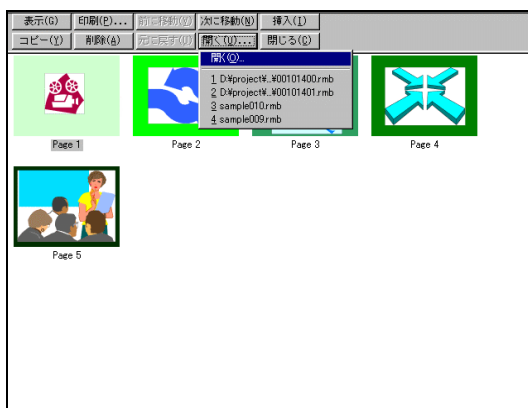 表示(G) 印刷(P)... 前に移動(V) 次に移動(N) 挿入(I)
コピー(Y) 削除(A) 元に戻す(U) 開く(O)... 閉じる(C)
開く(O)...
1 D:¥project¥..¥00101400.rmb
2 D:¥project¥..¥00101401.rmb
3 sample010.rmb
4 sample009.rmb
Page 1 Page 2 Page 3 Page 4
Page 5